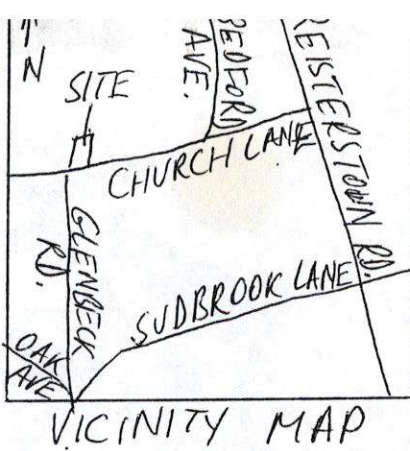 N
SITE
BEDFORD
AVE.
REISTERSTOWN RD.
CHURCH LANE
GLENBECK
RD.
SUDBROOK LANE
OAK
AVE
VICINITY MAP